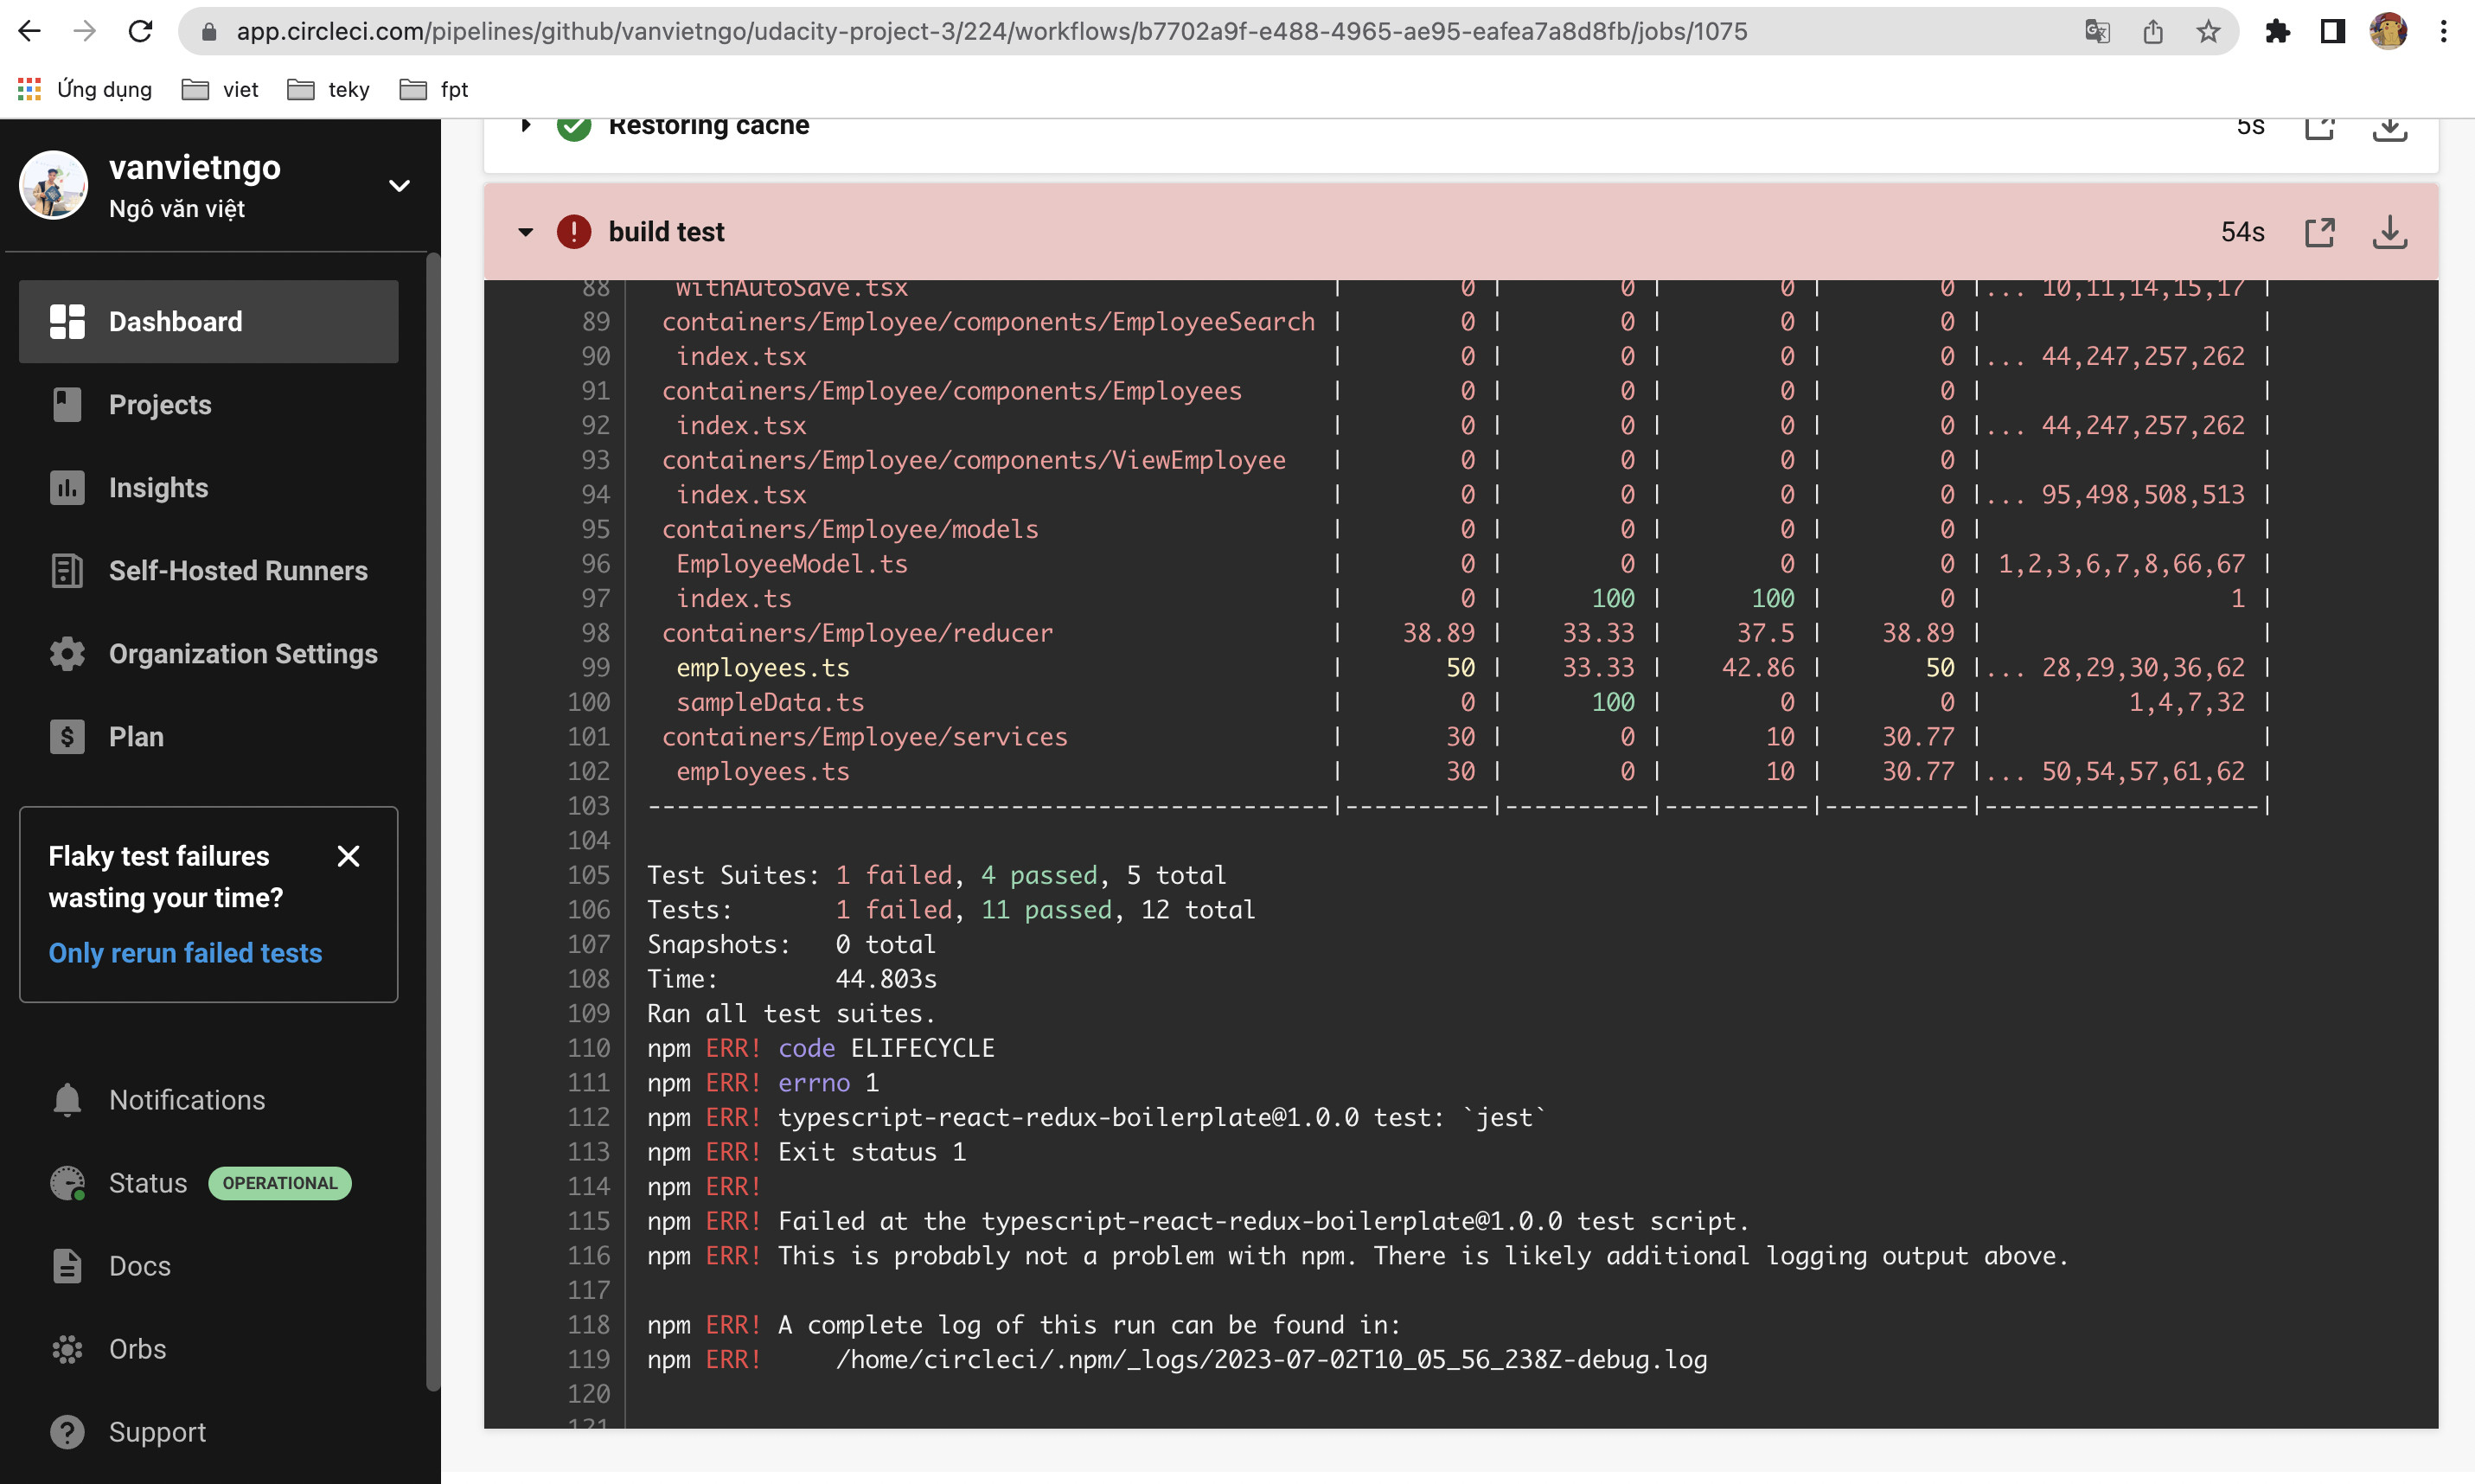 app.circleci.com/pipelines/github/vanvietngo/udacity-project-3/224/workflows/b7702a9f-e488-4965-ae95-eafea7a8d8fb/jobs/1075
Ứng dụng viet teky fpt
vanvietngo
Ngô văn việt
Dashboard
Projects
Insights
Self-Hosted Runners
Organization Settings
Plan
Flaky test failures
wasting your time?
Only rerun failed tests
Notifications
Status OPERATIONAL
Docs
Orbs
Support
Restoring cache 5s
build test 54s
88 withAutoSave.tsx | 0 | 0 | 0 | 0 |... 10,11,14,15,17 |
89 containers/Employee/components/EmployeeSearch | 0 | 0 | 0 | 0 | |
90 index.tsx | 0 | 0 | 0 | 0 |... 44,247,257,262 |
91 containers/Employee/components/Employees | 0 | 0 | 0 | 0 | |
92 index.tsx | 0 | 0 | 0 | 0 |... 44,247,257,262 |
93 containers/Employee/components/ViewEmployee | 0 | 0 | 0 | 0 | |
94 index.tsx | 0 | 0 | 0 | 0 |... 95,498,508,513 |
95 containers/Employee/models | 0 | 0 | 0 | 0 | |
96 EmployeeModel.ts | 0 | 0 | 0 | 0 | 1,2,3,6,7,8,66,67 |
97 index.ts | 0 | 100 | 100 | 0 | 1 |
98 containers/Employee/reducer | 38.89 | 33.33 | 37.5 | 38.89 | |
99 employees.ts | 50 | 33.33 | 42.86 | 50 |... 28,29,30,36,62 |
100 sampleData.ts | 0 | 100 | 0 | 0 | 1,4,7,32 |
101 containers/Employee/services | 30 | 0 | 10 | 30.77 | |
102 employees.ts | 30 | 0 | 10 | 30.77 |... 50,54,57,61,62 |
103 -----------------------------------------------|----------|----------|----------|----------|-------------------|
104
105 Test Suites: 1 failed, 4 passed, 5 total
106 Tests: 1 failed, 11 passed, 12 total
107 Snapshots: 0 total
108 Time: 44.803s
109 Ran all test suites.
110 npm ERR! code ELIFECYCLE
111 npm ERR! errno 1
112 npm ERR! typescript-react-redux-boilerplate@1.0.0 test: `jest`
113 npm ERR! Exit status 1
114 npm ERR!
115 npm ERR! Failed at the typescript-react-redux-boilerplate@1.0.0 test script.
116 npm ERR! This is probably not a problem with npm. There is likely additional logging output above.
117
118 npm ERR! A complete log of this run can be found in:
119 npm ERR! /home/circleci/.npm/_logs/2023-07-02T10_05_56_238Z-debug.log
120
121